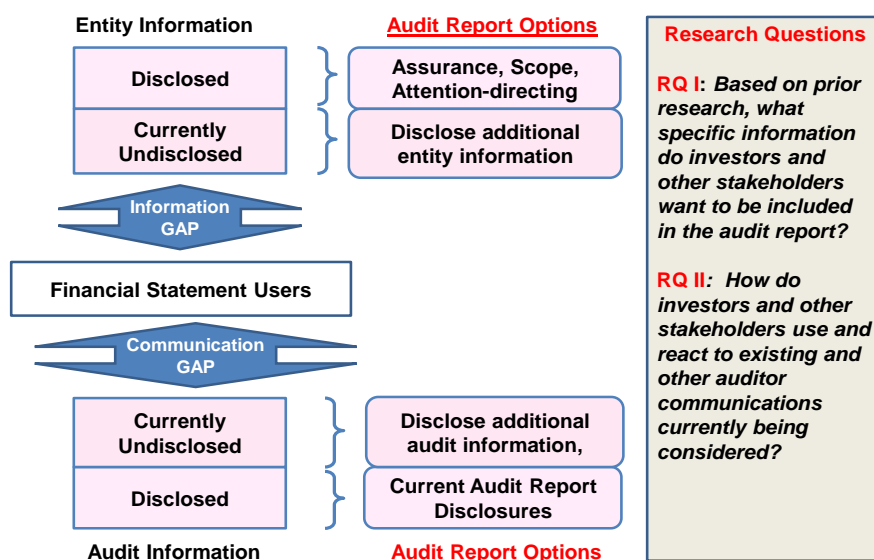 Entity Information
Audit Report Options
Disclosed
Assurance, Scope,
Attention-directing
Currently
Undisclosed
Disclose additional
entity information
Information
GAP
Financial Statement Users
Communication
GAP
Currently
Undisclosed
Disclose additional
audit information,
Disclosed
Current Audit Report
Disclosures
Audit Information
Audit Report Options
Research Questions
RQ I: Based on prior
research, what
specific information
do investors and
other stakeholders
want to be included
in the audit report?
RQ II: How do
investors and other
stakeholders use and
react to existing and
other auditor
communications
currently being
considered?